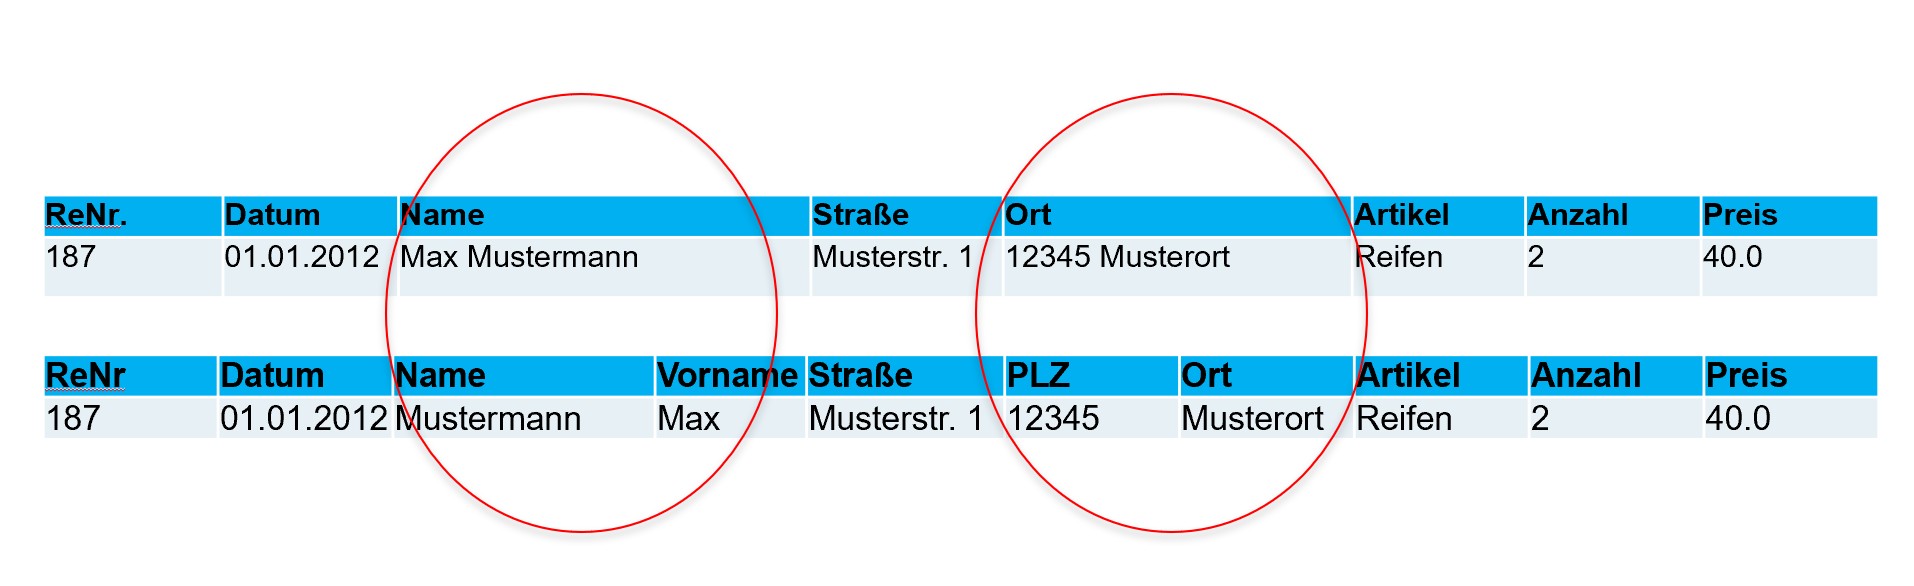 ReNr. Datum Name Straße Ort Artikel Anzahl Preis
187 01.01.2012 Max Mustermann Musterstr. 1 12345 Musterort Reifen 2 40.0
ReNr Datum Name Vorname Straße PLZ Ort Artikel Anzahl Preis
187 01.01.2012 Mustermann Max Musterstr. 1 12345 Musterort Reifen 2 40.0